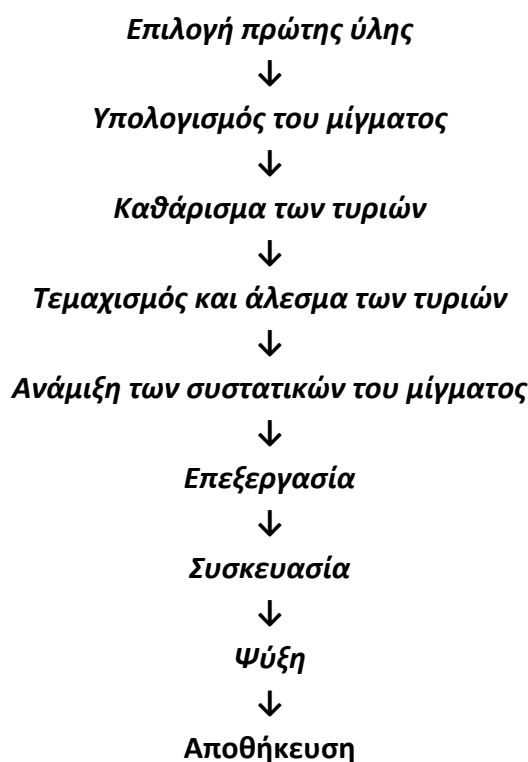 Επιλογή πρώτης ύλης
↓
Υπολογισμός του μίγματος
↓
Καθάρισμα των τυριών
↓
Τεμαχισμός και άλεσμα των τυριών
↓
Ανάμιξη των συστατικών του μίγματος
↓
Επεξεργασία
↓
Συσκευασία
↓
Ψύξη
↓
Αποθήκευση